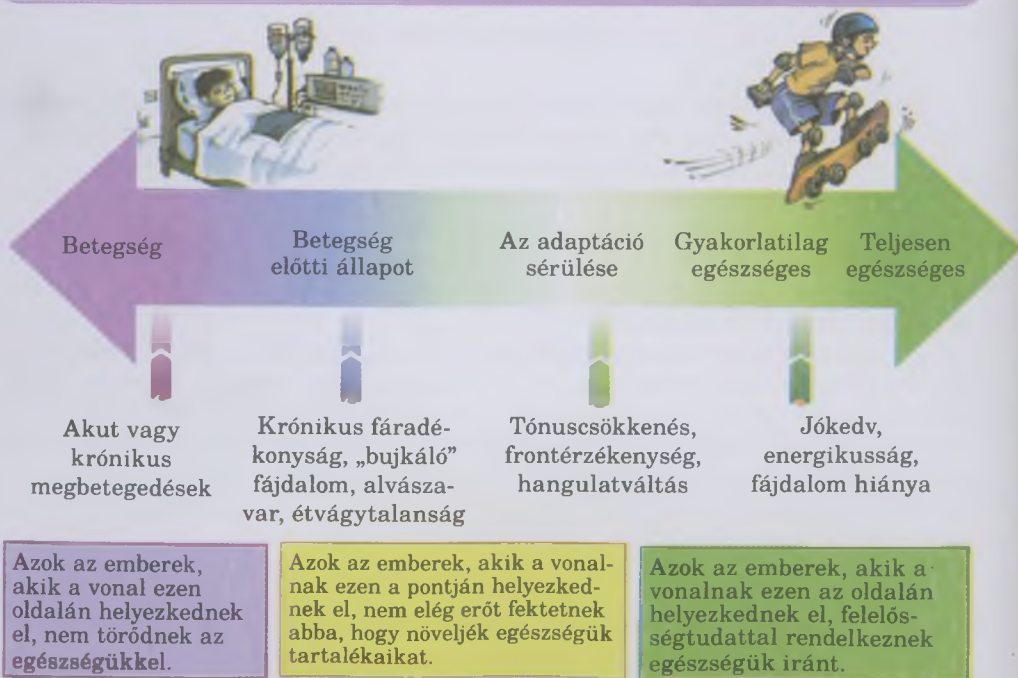 Betegség
Betegség
előtti állapot
Az adaptáció
sérülése
Gyakorlatilag
egészséges
Teljesen
egészséges
Akut vagy
krónikus
megbetegedések
Krónikus fáradé-
konyság, „bujkáló”
fájdalom, alvásza-
var, étvágytalanság
Tónuscsökkenés,
frontérzékenység,
hangulatváltás
Jókedv,
energikusság,
fájdalom hiánya
Azok az emberek,
akik a vonal ezen
oldalán helyezkednek
el, nem törődnek az
egészségükkel.
Azok az emberek, akik a vonal-
nak ezen a pontján helyezked-
nek el, nem elég erőt fektetnek
abba, hogy növeljék egészségük
tartalékaikat.
Azok az emberek, akik a
vonalnak ezen az oldalán
helyezkednek el, felelős-
ségtudattal rendelkeznek
egészségük iránt.